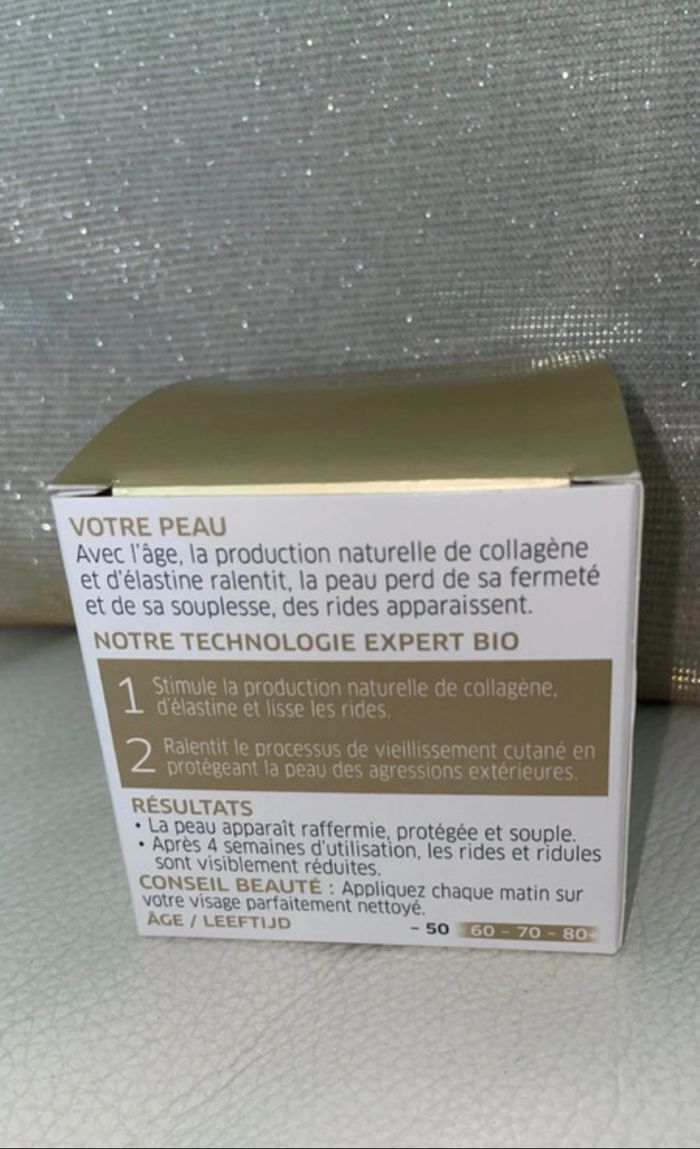 VOTRE PEAU
Avec l'âge, la production naturelle de collagène
et d'élastine ralentit, la peau perd de sa fermeté
et de sa souplesse, des rides apparaissent.
NOTRE TECHNOLOGIE EXPERT BIO
1 Stimule la production naturelle de collagène,
d'élastine et lisse les rides.
2 Ralentit le processus de vieillissement cutané en
protégeant la peau des agressions extérieures.
RÉSULTATS
• La peau apparaît raffermie, protégée et souple.
• Après 4 semaines d'utilisation, les rides et ridules
sont visiblement réduites.
CONSEIL BEAUTÉ : Appliquez chaque matin sur
votre visage parfaitement nettoyé.
ÂGE / LEEFTIJD - 50 60 - 70 - 80+